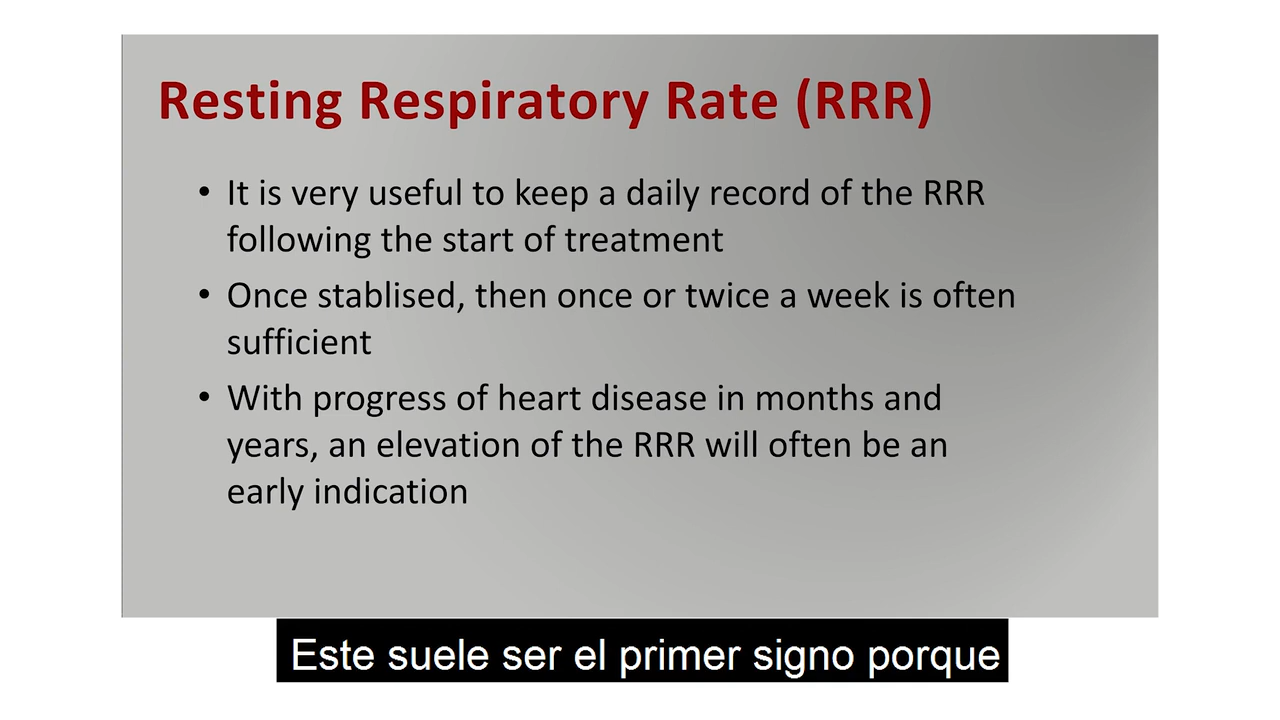 Resting Respiratory Rate (RRR)
• It is very useful to keep a daily record of the RRR
following the start of treatment
• Once stablised, then once or twice a week is often
sufficient
• With progress of heart disease in months and
years, an elevation of the RRR will often be an
early indication
Este suele ser el primer signo porque